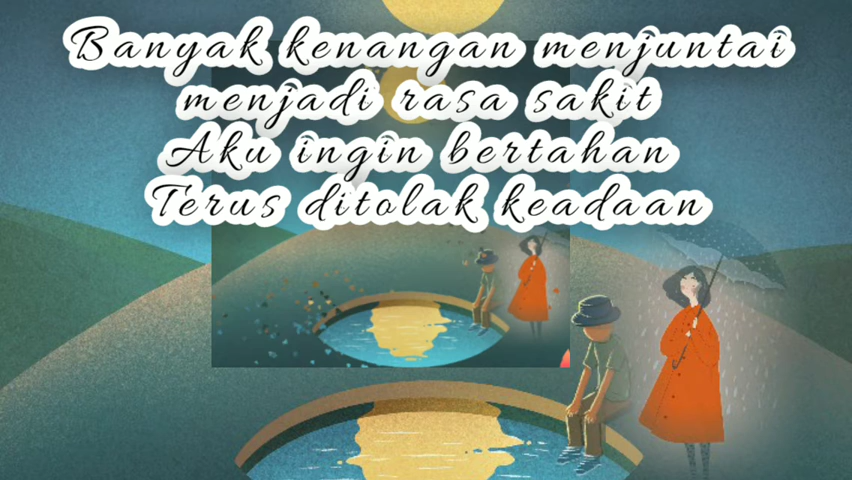 Banyak kenangan menjuntai
menjadi rasa sakit
Aku ingin bertahan
Terus ditolak keadaan